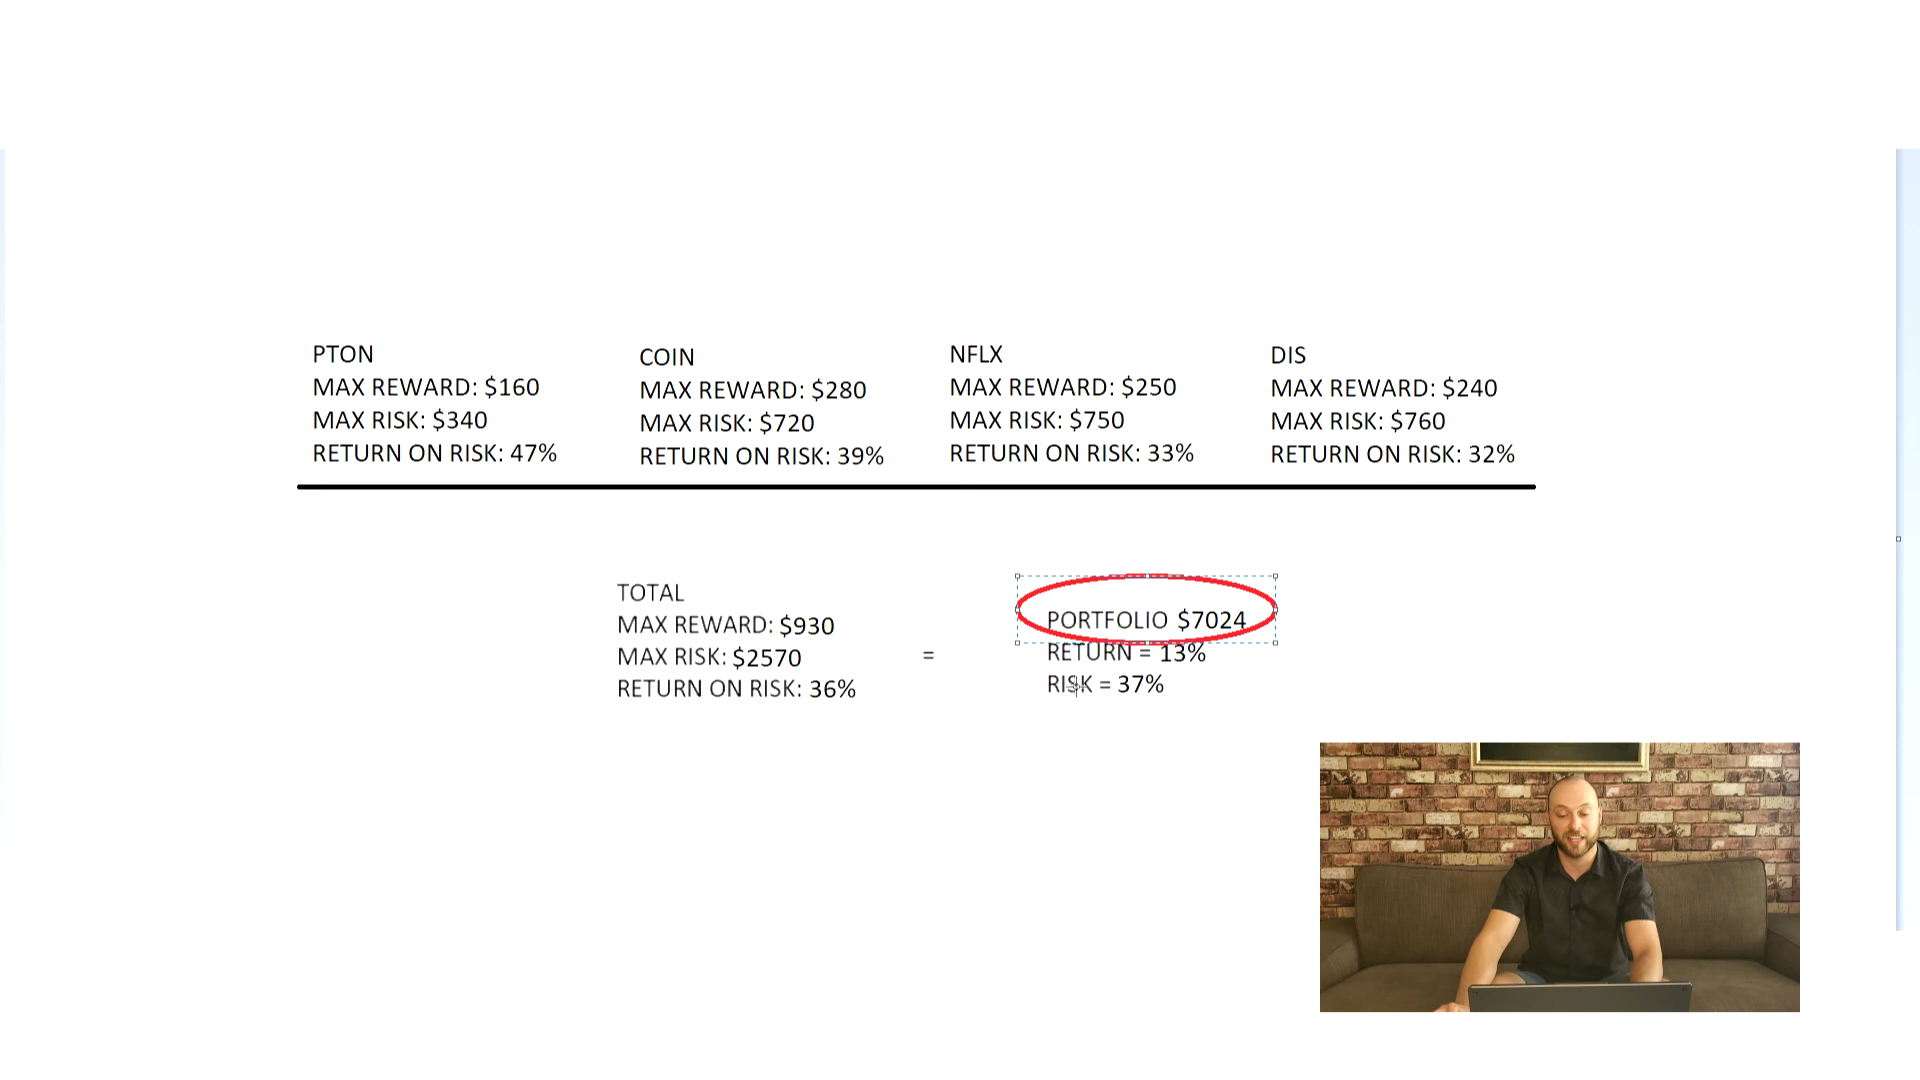 PTON
MAX REWARD: $160
MAX RISK: $340
RETURN ON RISK: 47%
COIN
MAX REWARD: $280
MAX RISK: $720
RETURN ON RISK: 39%
NFLX
MAX REWARD: $250
MAX RISK: $750
RETURN ON RISK: 33%
DIS
MAX REWARD: $240
MAX RISK: $760
RETURN ON RISK: 32%
TOTAL
MAX REWARD: $930
MAX RISK: $2570
RETURN ON RISK: 36%
=
PORTFOLIO $7024
RETURN = 13%
RISK = 37%